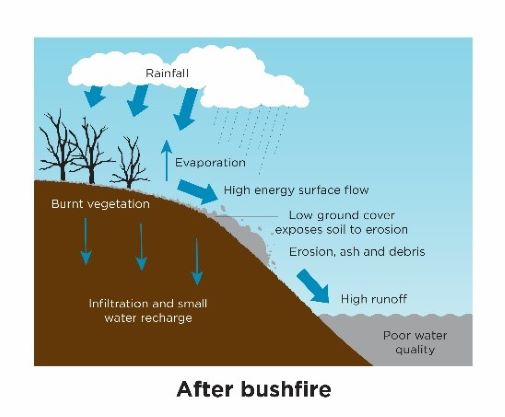 Rainfall
Evaporation
High energy surface flow
Burnt vegetation
Low ground cover
exposes soil to erosion
Erosion, ash and debris
High runoff
Infiltration and small
water recharge
Poor water
quality
After bushfire